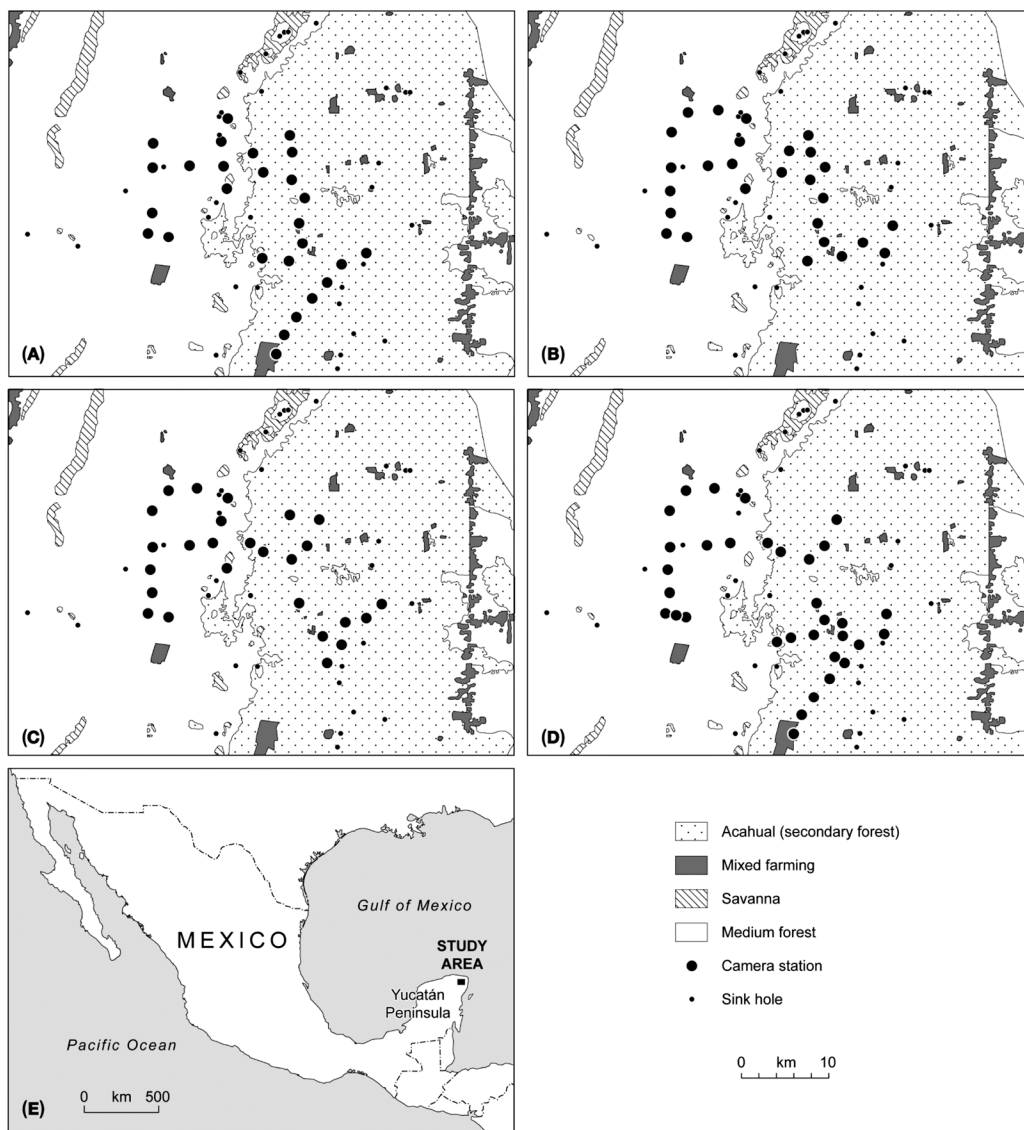 (A)
(B)
(C)
(D)
MEXICO
Gulf of Mexico
STUDY
AREA
Yucatán
Peninsula
Pacific Ocean
0 km 500
(E)
Acahual (secondary forest)
Mixed farming
Savanna
Medium forest
Camera station
Sink hole
0 km 10